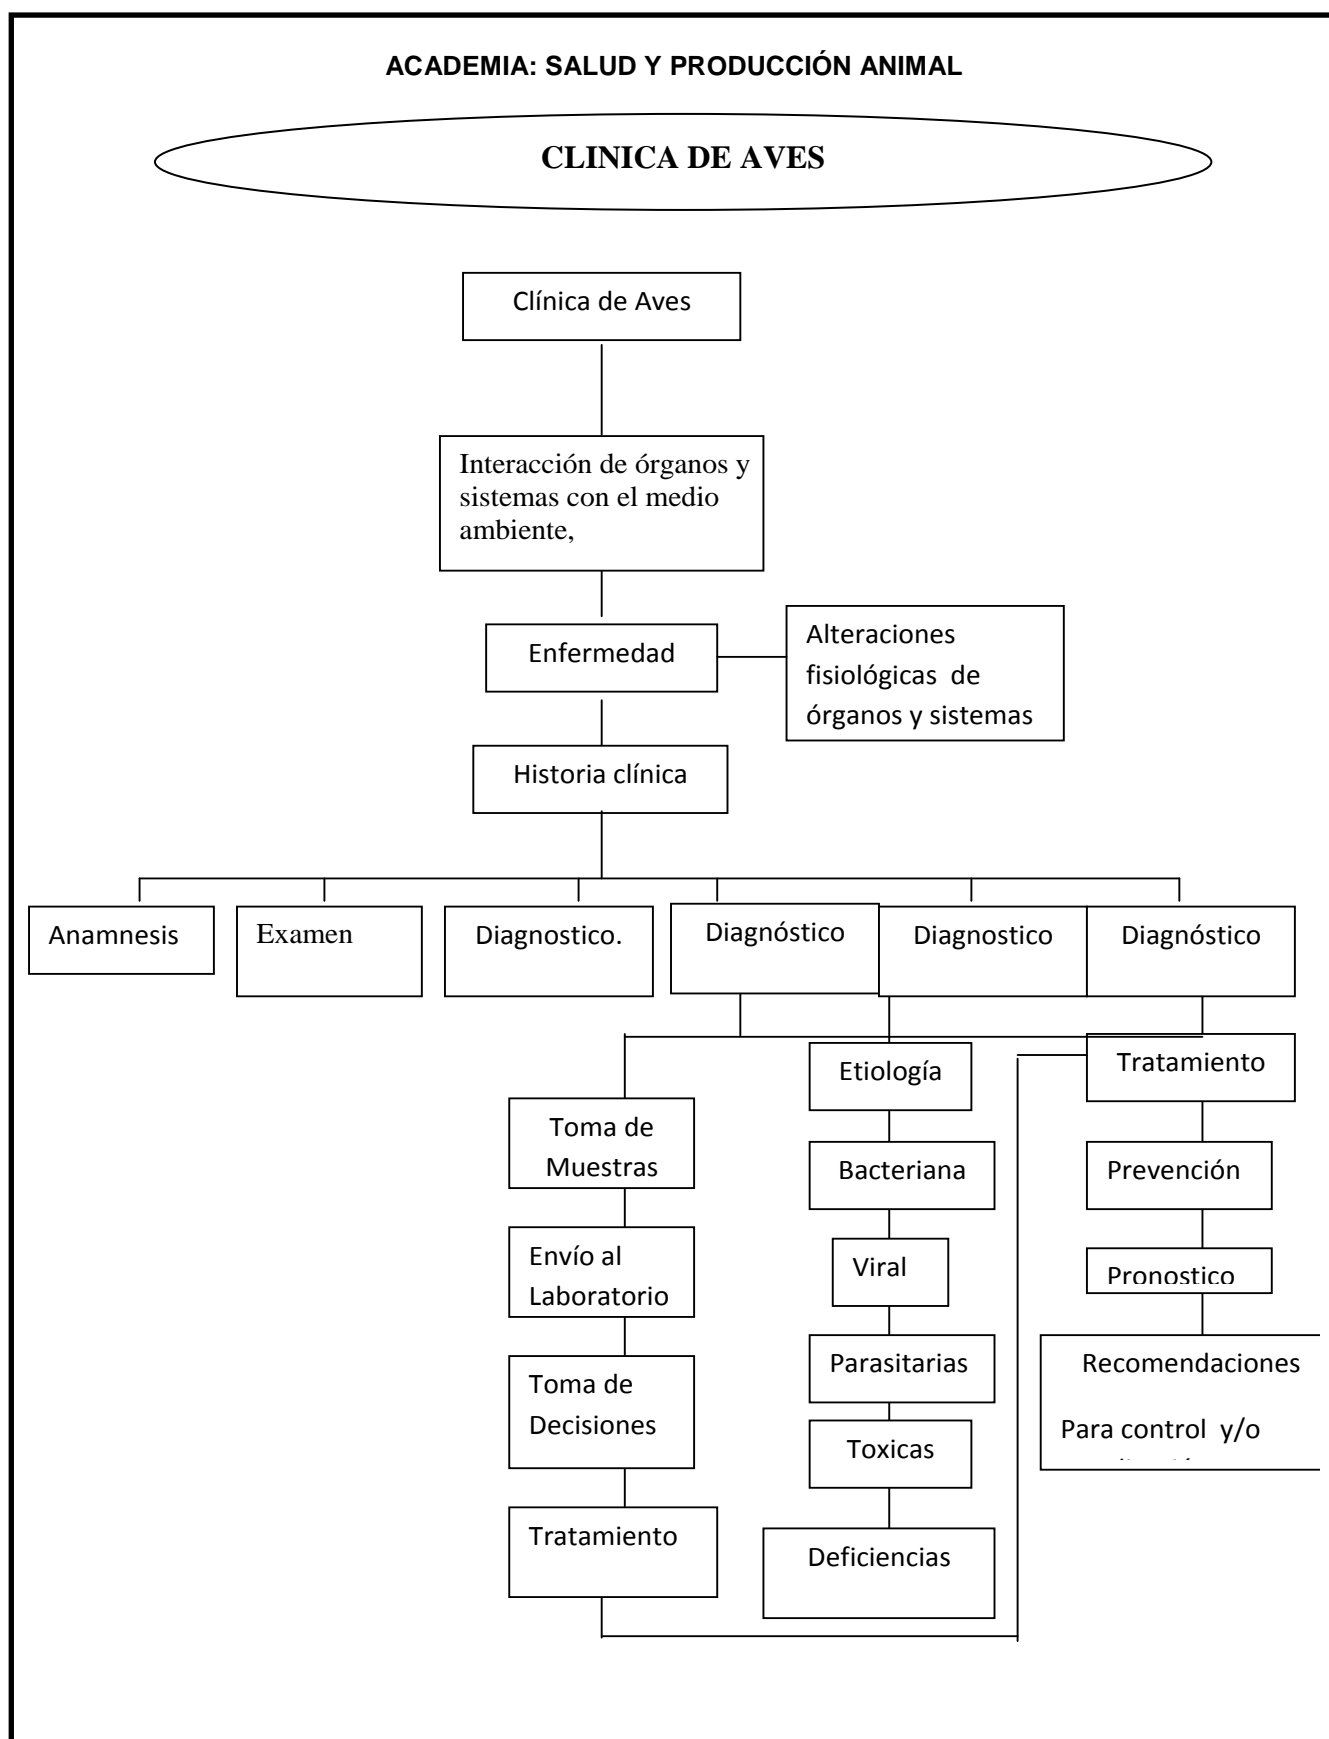 ACADEMIA: SALUD Y PRODUCCIÓN ANIMAL
CLINICA DE AVES
Clínica de Aves
Interacción de órganos y
sistemas con el medio
ambiente,
Enfermedad
Alteraciones
fisiológicas de
órganos y sistemas
Historia clínica
Anamnesis
Examen
Diagnostico.
Diagnóstico
Diagnostico
Diagnóstico
Toma de
Muestras
Envío al
Laboratorio
Toma de
Decisiones
Tratamiento
Etiología
Bacteriana
Viral
Parasitarias
Toxicas
Deficiencias
Tratamiento
Prevención
Pronostico
Recomendaciones
Para control y/o